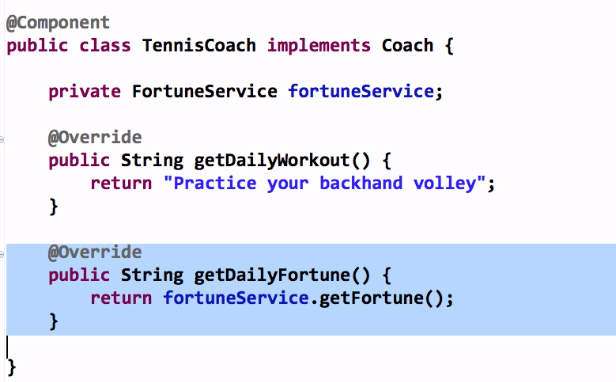 @Component
public class TennisCoach implements Coach {
private FortuneService fortuneService;
@Override
public String getDailyWorkout() {
return "Practice your backhand volley";
}
@Override
public String getDailyFortune() {
return fortuneService.getFortune();
}
}